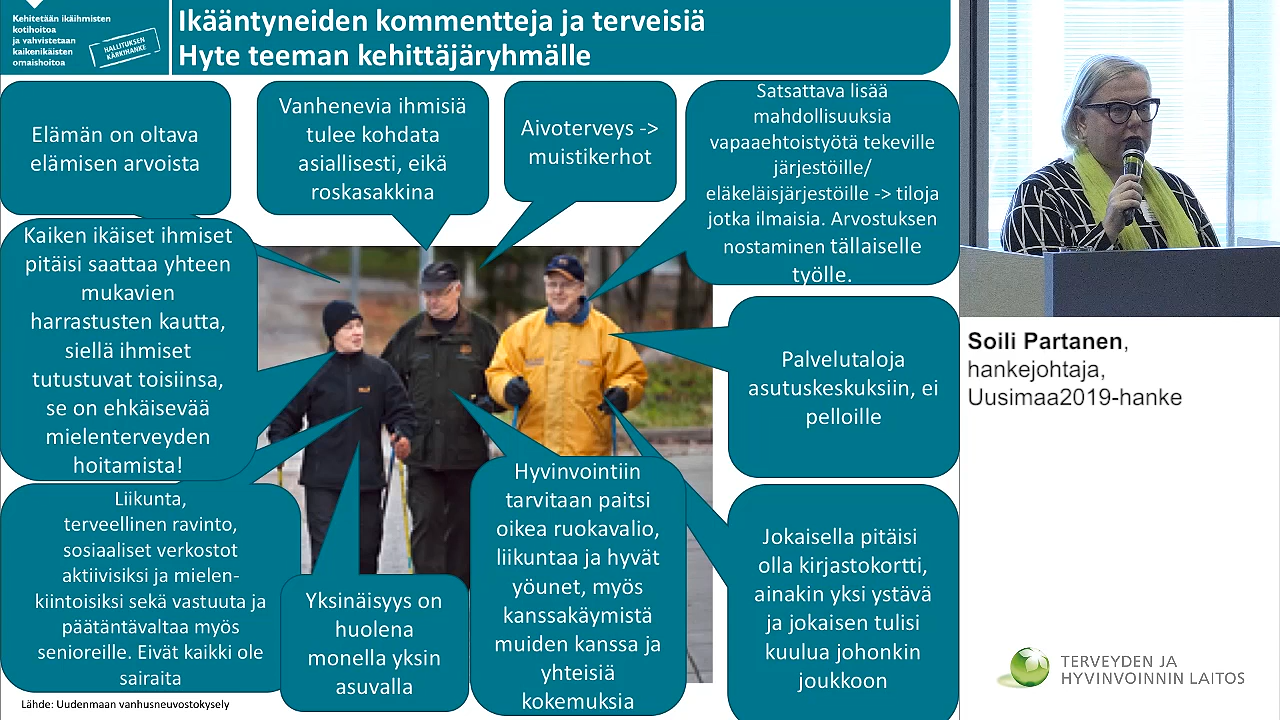 Kehitetään ikäihmisten
kotihoitoa
ja vahvistetaan
kaikenikäisten
omaishoitoa
HALLITUKSEN
KÄRKIHANKE
Ikääntyneiden kommentteja ja terveisiä
Hyte teeman kehittäjäryhmälle
Elämän on oltava
elämisen arvoista
Vanhenevia ihmisiä
tulee kohdata
arjallisesti, eikä
roskasakkina
Aivoterveys ->
muistikerhot
Satsattava lisää
mahdollisuuksia
vapaaehtoistyötä tekeville
järjestöille/
eläkeläisjärjestöille -> tiloja
jotka ilmaisia. Arvostuksen
nostaminen tällaiselle
työlle.
Kaiken ikäiset ihmiset
pitäisi saattaa yhteen
mukavien
harrastusten kautta,
siellä ihmiset
tutustuvat toisiinsa,
se on ehkäisevää
mielenterveyden
hoitamista!
Palvelutaloja
asutuskeskuksiin, ei
pelloille
Liikunta,
terveellinen ravinto,
sosiaaliset verkostot
aktiivisiksi ja mielen-
kiintoisiksi sekä vastuuta ja
päätäntävaltaa myös
senioreille. Eivät kaikki ole
sairaita
Yksinäisyys on
huolena
monella yksin
asuvalla
Hyvinvointiin
tarvitaan paitsi
oikea ruokavalio,
liikuntaa ja hyvät
yöunet, myös
kanssakäymistä
muiden kanssa ja
yhteisiä
kokemuksia
Jokaisella pitäisi
olla kirjastokortti,
ainakin yksi ystävä
ja jokaisen tulisi
kuulua johonkin
joukkoon
Lähde: Uudenmaan vanhusneuvostokysely
Soili Partanen,
hankejohtaja,
Uusimaa2019-hanke
TERVEYDEN JA
HYVINVOINNIN LAITOS